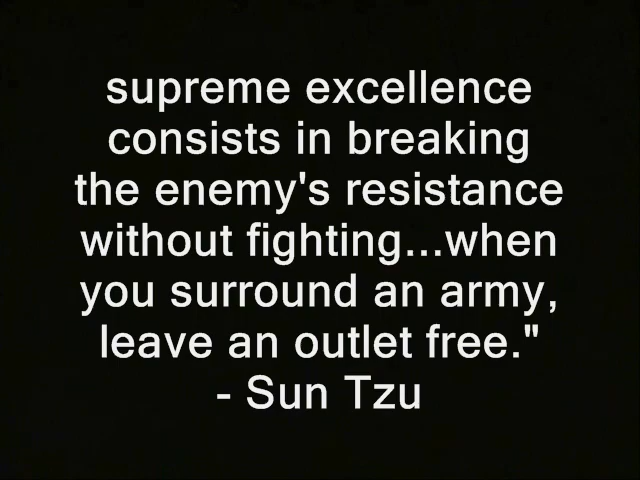 supreme excellence
consists in breaking
the enemy's resistance
without fighting...when
you surround an army,
leave an outlet free."
- Sun Tzu